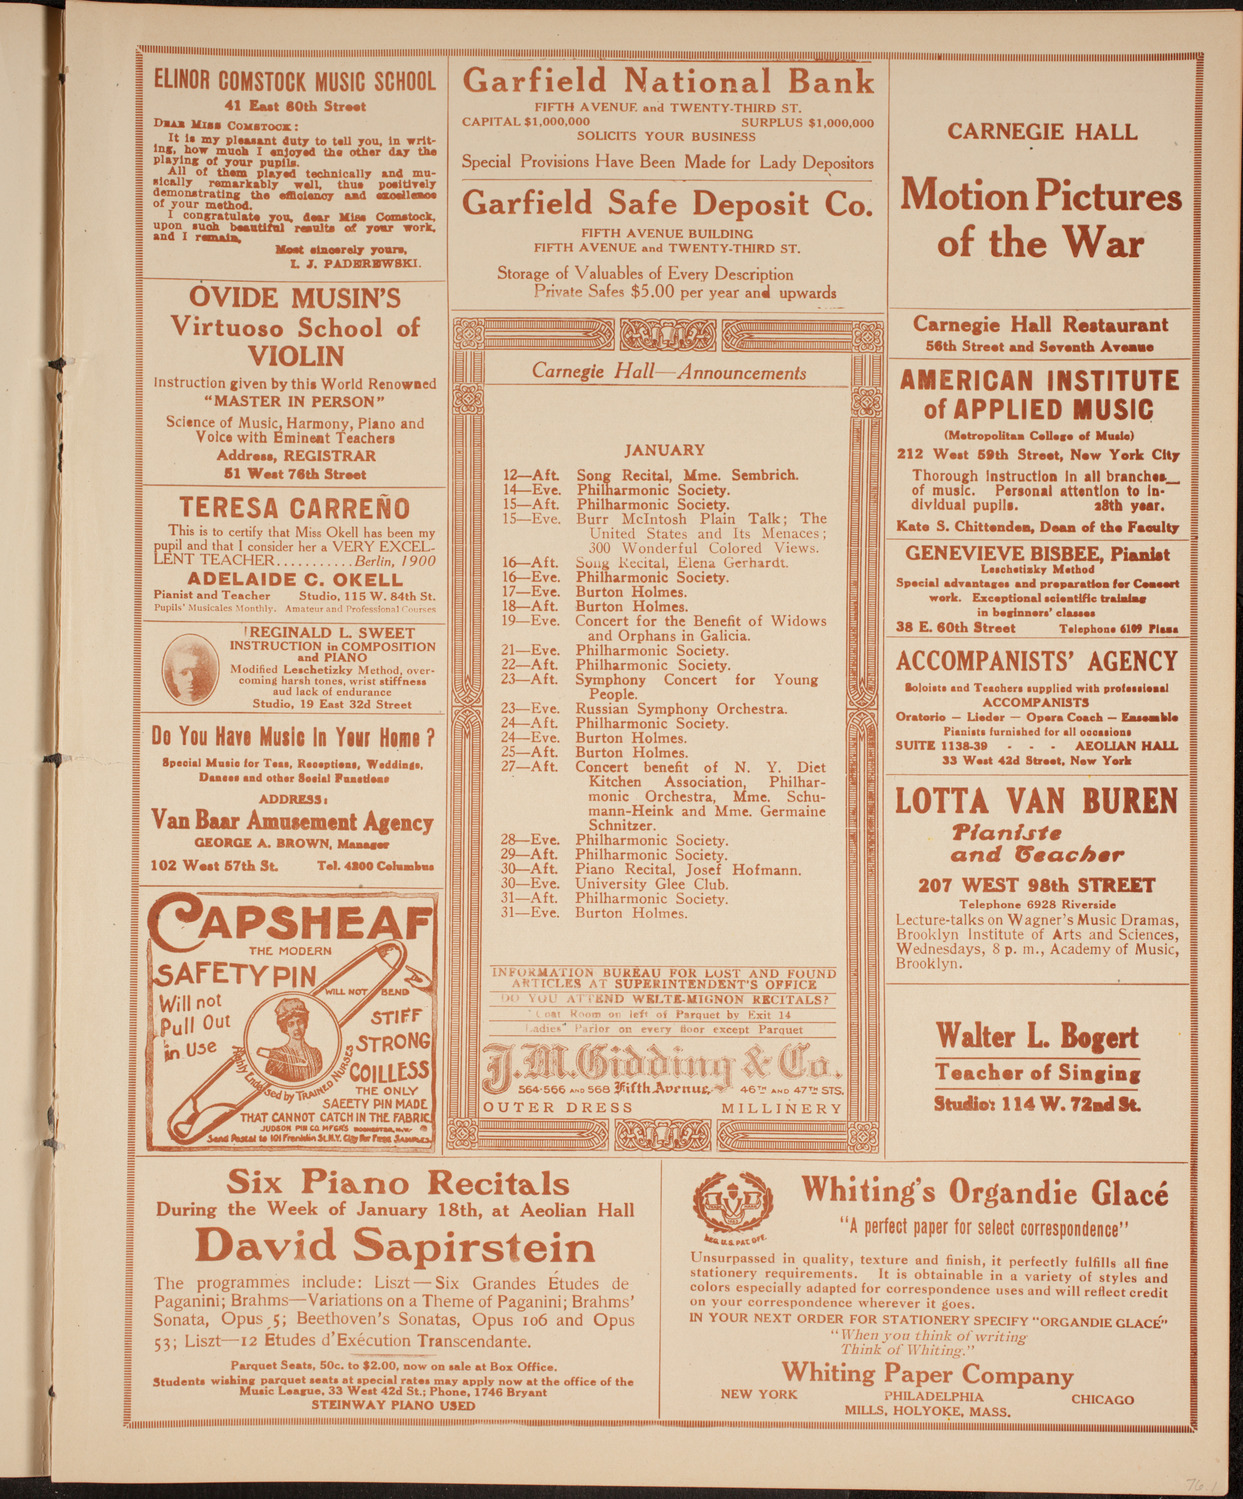 ELINOR COMSTOCK MUSIC SCHOOL
41 East 80th Street
DEAR MISS COMSTOCK:
It is my pleasant duty to tell you, in writ-
ing, how much I enjoyed the other day the
playing of your pupils.
All of them played technically and mu-
sically remarkably well, thus positively
demonstrating the efficiency and excellence
of your method.
I congratulate you, dear Miss Comstock,
upon such beautiful results of your work,
and I remain,
Most sincerely yours,
I. J. PADEREWSKI.
OVIDE MUSIN'S
Virtuoso School of
VIOLIN
Instruction given by this World Renowned
"MASTER IN PERSON"
Science of Music, Harmony, Piano and
Voice with Eminent Teachers
Address, REGISTRAR
51 West 76th Street
TERESA CARREÑO
This is to certify that Miss Okell has been my
pupil and that I consider her a VERY EXCEL-
LENT TEACHER...........Berlin, 1900
ADELAIDE C. OKELL
Pianist and Teacher Studio, 115 W. 84th St.
Pupils' Musicales Monthly. Amateur and Professional Courses
REGINALD L. SWEET
INSTRUCTION in COMPOSITION
and PIANO
Modified Leschetizky Method, over-
coming harsh tones, wrist stiffness
and lack of endurance
Studio, 19 East 32d Street
Do You Have Music In Your Home?
Special Music for Teas, Receptions, Weddings,
Dances and other Social Functions
ADDRESS:
Van Baar Amusement Agency
GEORGE A. BROWN, Manager
102 West 57th St. Tel. 4200 Columbus
CAPSHEAF
THE MODERN
SAFETY PIN
WILL NOT BEND
Will not
Pull Out
in Use
STIFF
STRONG
COILLESS
Highly Endorsed by TRAINED NURSES
THE ONLY
SAFETY PIN MADE
THAT CANNOT CATCH IN THE FABRIC
JUDSON PIN CO. MFGRS ROCHESTER, N.Y.
Send Postal to 101 Franklin St. N.Y. City for Free SAMPLES.
Garfield National Bank
FIFTH AVENUE and TWENTY-THIRD ST.
CAPITAL $1,000,000 SURPLUS $1,000,000
SOLICITS YOUR BUSINESS
Special Provisions Have Been Made for Lady Depositors
Garfield Safe Deposit Co.
FIFTH AVENUE BUILDING
FIFTH AVENUE and TWENTY-THIRD ST.
Storage of Valuables of Every Description
Private Safes $5.00 per year and upwards
Carnegie Hall—Announcements
JANUARY
12—Aft. Song Recital, Mme. Sembrich.
14—Eve. Philharmonic Society.
15—Aft. Philharmonic Society.
15—Eve. Burr McIntosh Plain Talk; The
United States and Its Menaces;
300 Wonderful Colored Views.
16—Aft. Song Recital, Elena Gerhardt.
16—Eve. Philharmonic Society.
17—Eve. Burton Holmes.
18—Aft. Burton Holmes.
19—Eve. Concert for the Benefit of Widows
and Orphans in Galicia.
21—Eve. Philharmonic Society.
22—Aft. Philharmonic Society.
23—Aft. Symphony Concert for Young
People.
23—Eve. Russian Symphony Orchestra.
24—Aft. Philharmonic Society.
24—Eve. Burton Holmes.
25—Aft. Burton Holmes.
27—Aft. Concert benefit of N. Y. Diet
Kitchen Association, Philhar-
monic Orchestra, Mme. Schu-
mann-Heink and Mme. Germaine
Schnitzer.
28—Eve. Philharmonic Society.
29—Aft. Philharmonic Society.
30—Aft. Piano Recital, Josef Hofmann.
30—Eve. University Glee Club.
31—Aft. Philharmonic Society.
31—Eve. Burton Holmes.
INFORMATION BUREAU FOR LOST AND FOUND
ARTICLES AT SUPERINTENDENT'S OFFICE
DO YOU ATTEND WELTE-MIGNON RECITALS?
Coat Room on left of Parquet by Exit 14
Ladies' Parlor on every floor except Parquet
J. M. Gidding & Co.
564-566 AND 568 Fifth Avenue, 46TH AND 47TH STS.
OUTER DRESS MILLINERY
CARNEGIE HALL
Motion Pictures
of the War
Carnegie Hall Restaurant
56th Street and Seventh Avenue
AMERICAN INSTITUTE
of APPLIED MUSIC
(Metropolitan College of Music)
212 West 59th Street, New York City
Thorough instruction in all branches
of music. Personal attention to in-
dividual pupils. 28th year.
Kate S. Chittenden, Dean of the Faculty
GENEVIEVE BISBEE, Pianist
Leschetizky Method
Special advantages and preparation for Concert
work. Exceptional scientific training
in beginners' classes
38 E. 60th Street Telephone 6109 Plaza
ACCOMPANISTS' AGENCY
Soloists and Teachers supplied with professional
ACCOMPANISTS
Oratorio — Lieder — Opera Coach — Ensemble
Pianists furnished for all occasions
SUITE 1138-39 - - - AEOLIAN HALL
33 West 42d Street, New York
LOTTA VAN BUREN
Pianiste
and Teacher
207 WEST 98th STREET
Telephone 6928 Riverside
Lecture-talks on Wagner's Music Dramas,
Brooklyn Institute of Arts and Sciences,
Wednesdays, 8 p. m., Academy of Music,
Brooklyn.
Walter L. Bogert
Teacher of Singing
Studio: 114 W. 72nd St.
Six Piano Recitals
During the Week of January 18th, at Aeolian Hall
David Sapirstein
The programmes include: Liszt—Six Grandes Études de
Paganini; Brahms—Variations on a Theme of Paganini; Brahms'
Sonata, Opus 5; Beethoven's Sonatas, Opus 106 and Opus
53; Liszt—12 Etudes d'Exécution Transcendante.
Parquet Seats, 50c. to $2.00, now on sale at Box Office.
Students wishing parquet seats at special rates may apply now at the office of the
Music League, 33 West 42d St.; Phone, 1746 Bryant
STEINWAY PIANO USED
REG. U.S. PAT. OFF.
Whiting's Organdie Glacé
"A perfect paper for select correspondence"
Unsurpassed in quality, texture and finish, it perfectly fulfills all fine
stationery requirements. It is obtainable in a variety of styles and
colors especially adapted for correspondence uses and will reflect credit
on your correspondence wherever it goes.
IN YOUR NEXT ORDER FOR STATIONERY SPECIFY "ORGANDIE GLACÉ"
"When you think of writing
Think of Whiting."
Whiting Paper Company
NEW YORK PHILADELPHIA CHICAGO
MILLS, HOLYOKE, MASS.